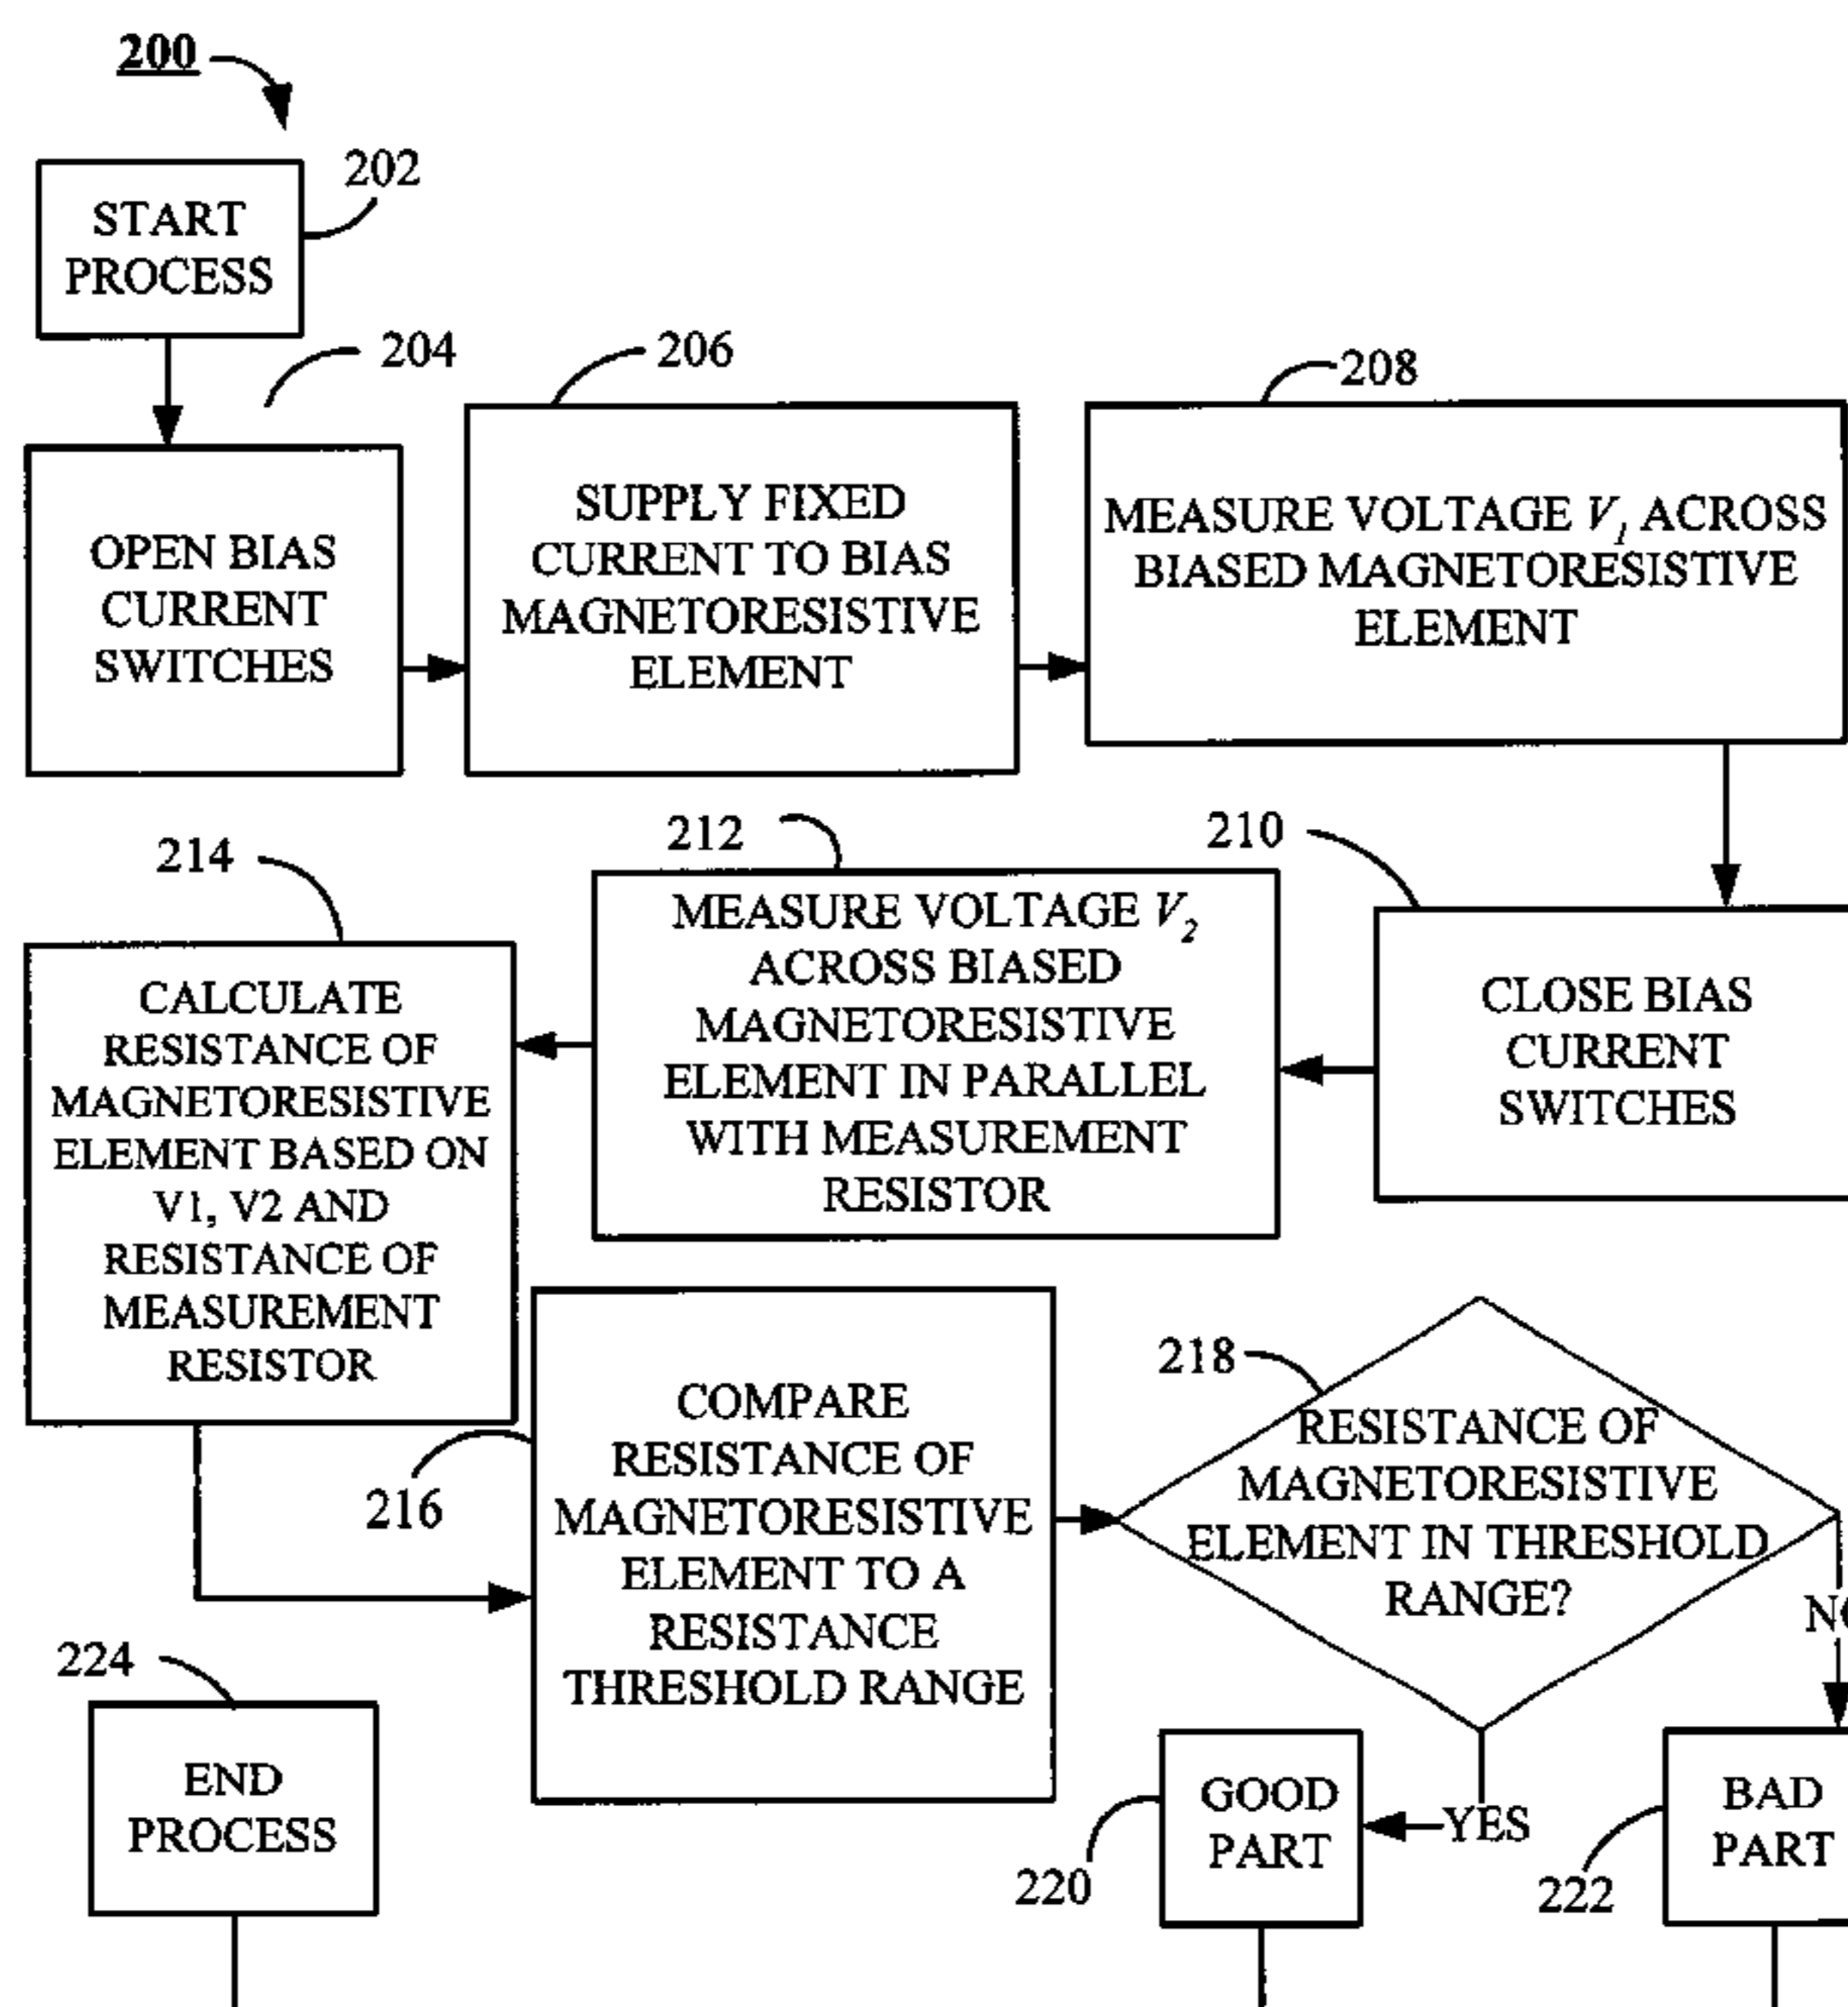 200
202
START
PROCESS
204
206
208
OPEN BIAS
CURRENT
SWITCHES
SUPPLY FIXED
CURRENT TO BIAS
MAGNETORESISTIVE
ELEMENT
MEASURE VOLTAGE V1 ACROSS
BIASED MAGNETORESISTIVE
ELEMENT
214
212
210
CALCULATE
RESISTANCE OF
MAGNETORESISTIVE
ELEMENT BASED ON
V1, V2 AND
RESISTANCE OF
MEASUREMENT
RESISTOR
MEASURE VOLTAGE V2
ACROSS BIASED
MAGNETORESISTIVE
ELEMENT IN PARALLEL
WITH MEASUREMENT
RESISTOR
CLOSE BIAS
CURRENT
SWITCHES
216
COMPARE
RESISTANCE OF
MAGNETORESISTIVE
ELEMENT TO A
RESISTANCE
THRESHOLD RANGE
218
RESISTANCE OF
MAGNETORESISTIVE
ELEMENT IN THRESHOLD
RANGE?
224
END
PROCESS
220
GOOD
PART
YES
222
BAD
PART